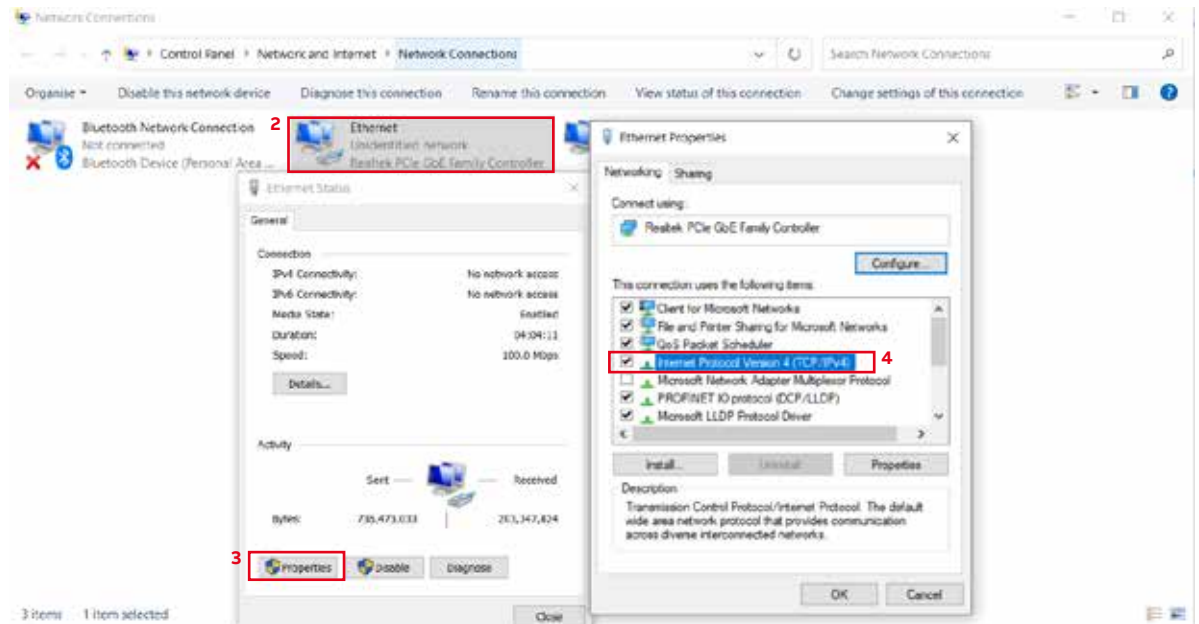 Network Connections
Control Panel Network and Internet Network Connections
Search Network Connections
Organise
Disable this network device
Diagnose this connection
Rename this connection
View status of this connection
Change settings of this connection
Bluetooth Network Connection
Not connected
Bluetooth Device (Personal Area ...
2
Ethernet
Unidentified network
Realtek PCIe GbE Family Controller
Ethernet Status
General
Connection
IPv4 Connectivity: No network access
IPv6 Connectivity: No network access
Media State: Enabled
Duration: 04:04:11
Speed: 100.0 Mbps
Details...
Activity
Sent Received
Bytes:
3
Properties
Disable
Diagnose
Close
Ethernet Properties
Networking Sharing
Connect using:
Realtek PCIe GbE Family Controller
Configure...
This connection uses the following items:
Client for Microsoft Networks
File and Printer Sharing for Microsoft Networks
QoS Packet Scheduler
Internet Protocol Version 4 (TCP/IPv4)
4
Microsoft Network Adapter Multiplexor Protocol
PROFINET IO protocol (DCP/LLDP)
Microsoft LLDP Protocol Driver
Install...
Uninstall
Properties
Description
Transmission Control Protocol/Internet Protocol. The default
wide area network protocol that provides communication
across diverse interconnected networks.
OK
Cancel
3 items 1 item selected